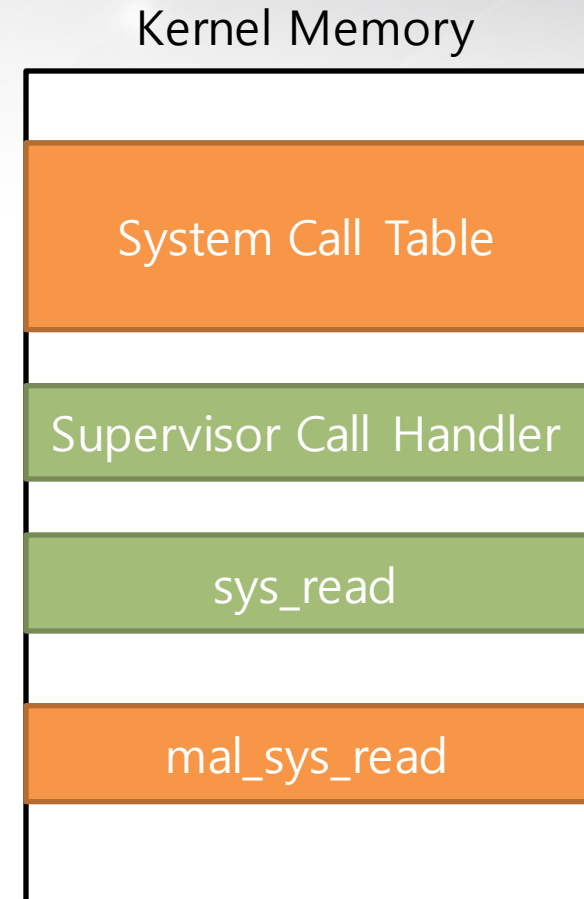 Kernel Memory
System Call Table
Supervisor Call Handler
sys_read
mal_sys_read